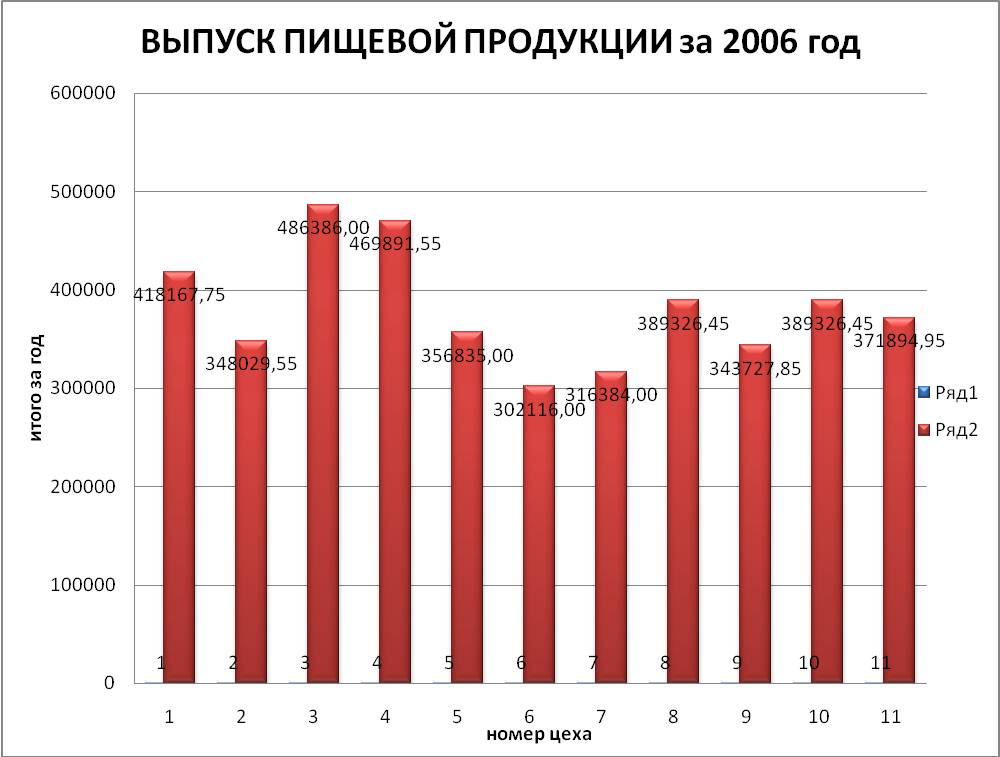 ВЫПУСК ПИЩЕВОЙ ПРОДУКЦИИ за 2006 год
600000
500000
400000
300000
200000
100000
0
итого за год
418167,75
348029,55
486386,00
469891,55
356835,00
302116,00
316384,00
389326,45
343727,85
389326,45
371894,95
1 2 3 4 5 6 7 8 9 10 11
1 2 3 4 5 6 7 8 9 10 11
номер цеха
Ряд1
Ряд2